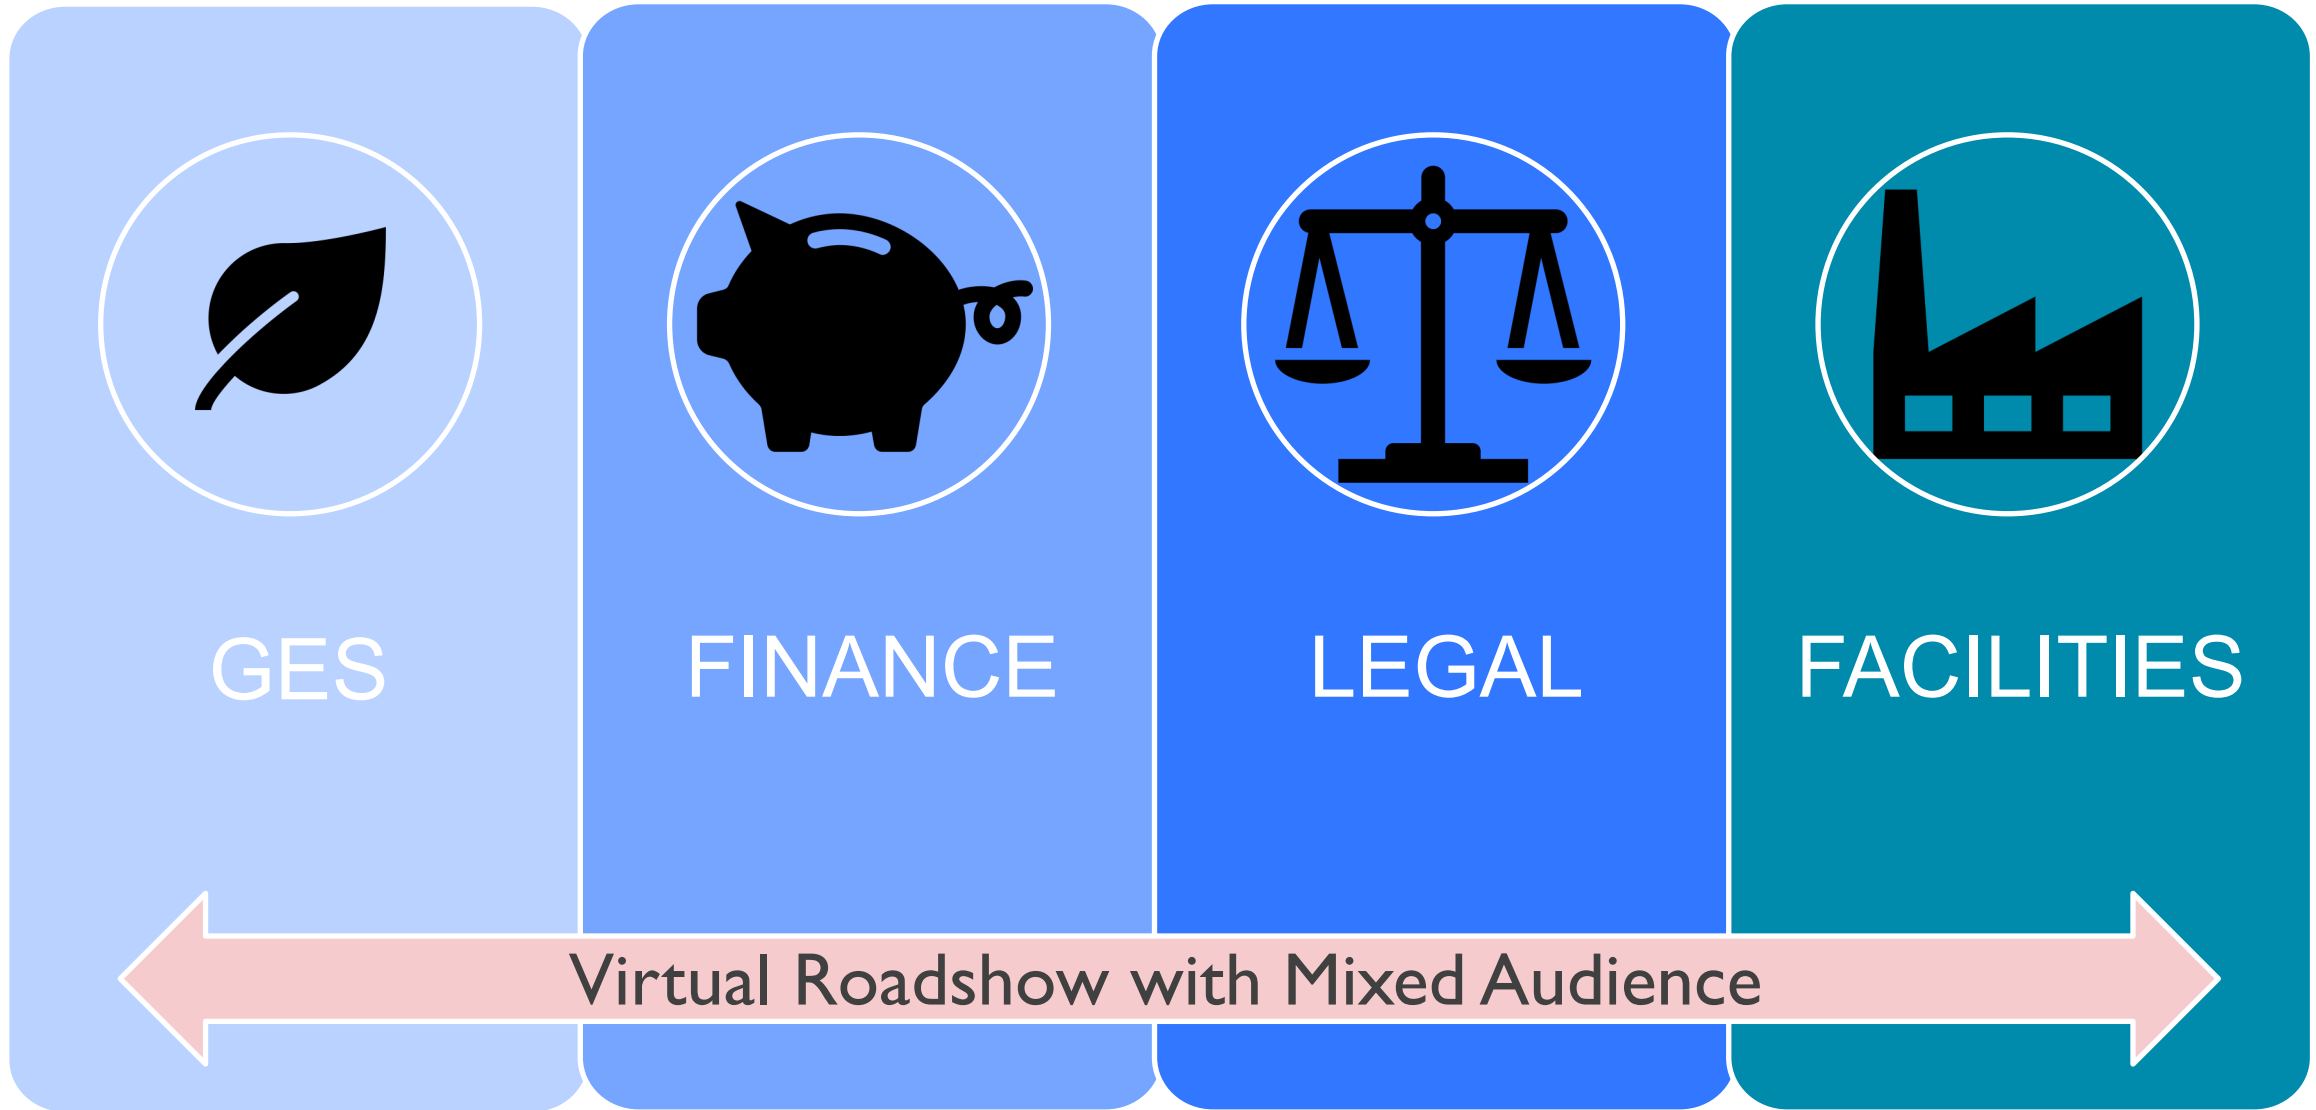 GES
FINANCE
LEGAL
FACILITIES
Virtual Roadshow with Mixed Audience